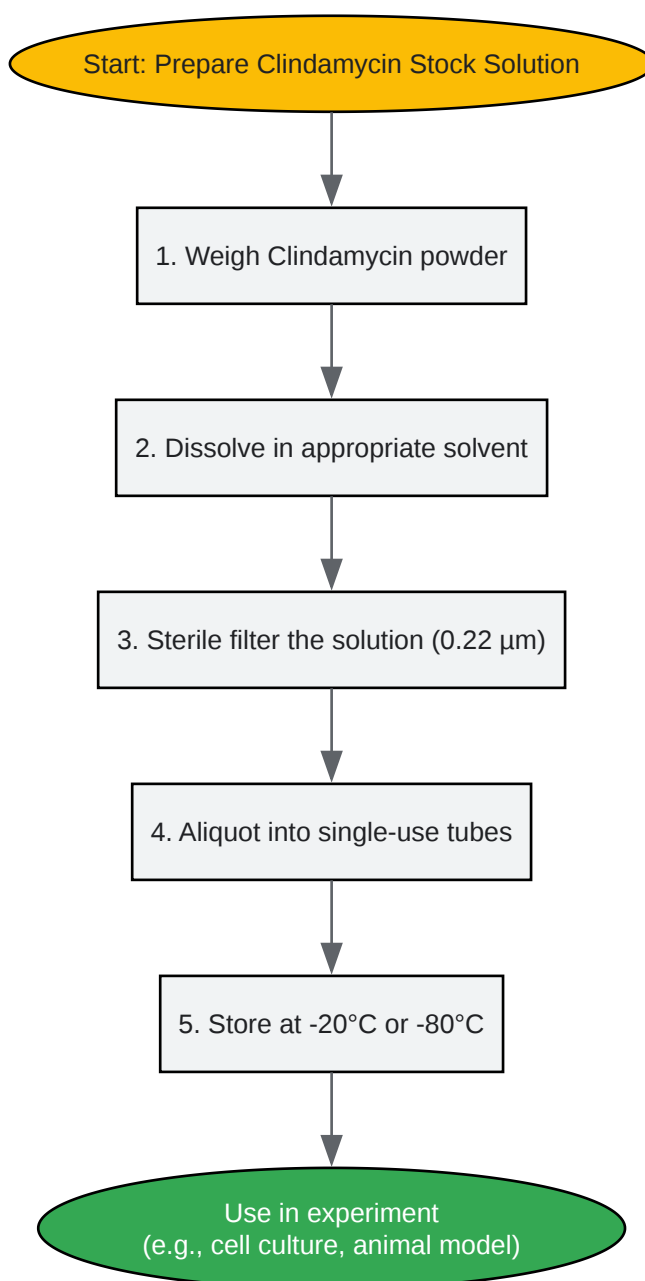 Start: Prepare Clindamycin Stock Solution
1. Weigh Clindamycin powder
2. Dissolve in appropriate solvent
3. Sterile filter the solution (0.22 µm)
4. Aliquot into single-use tubes
5. Store at -20°C or -80°C
Use in experiment
(e.g., cell culture, animal model)